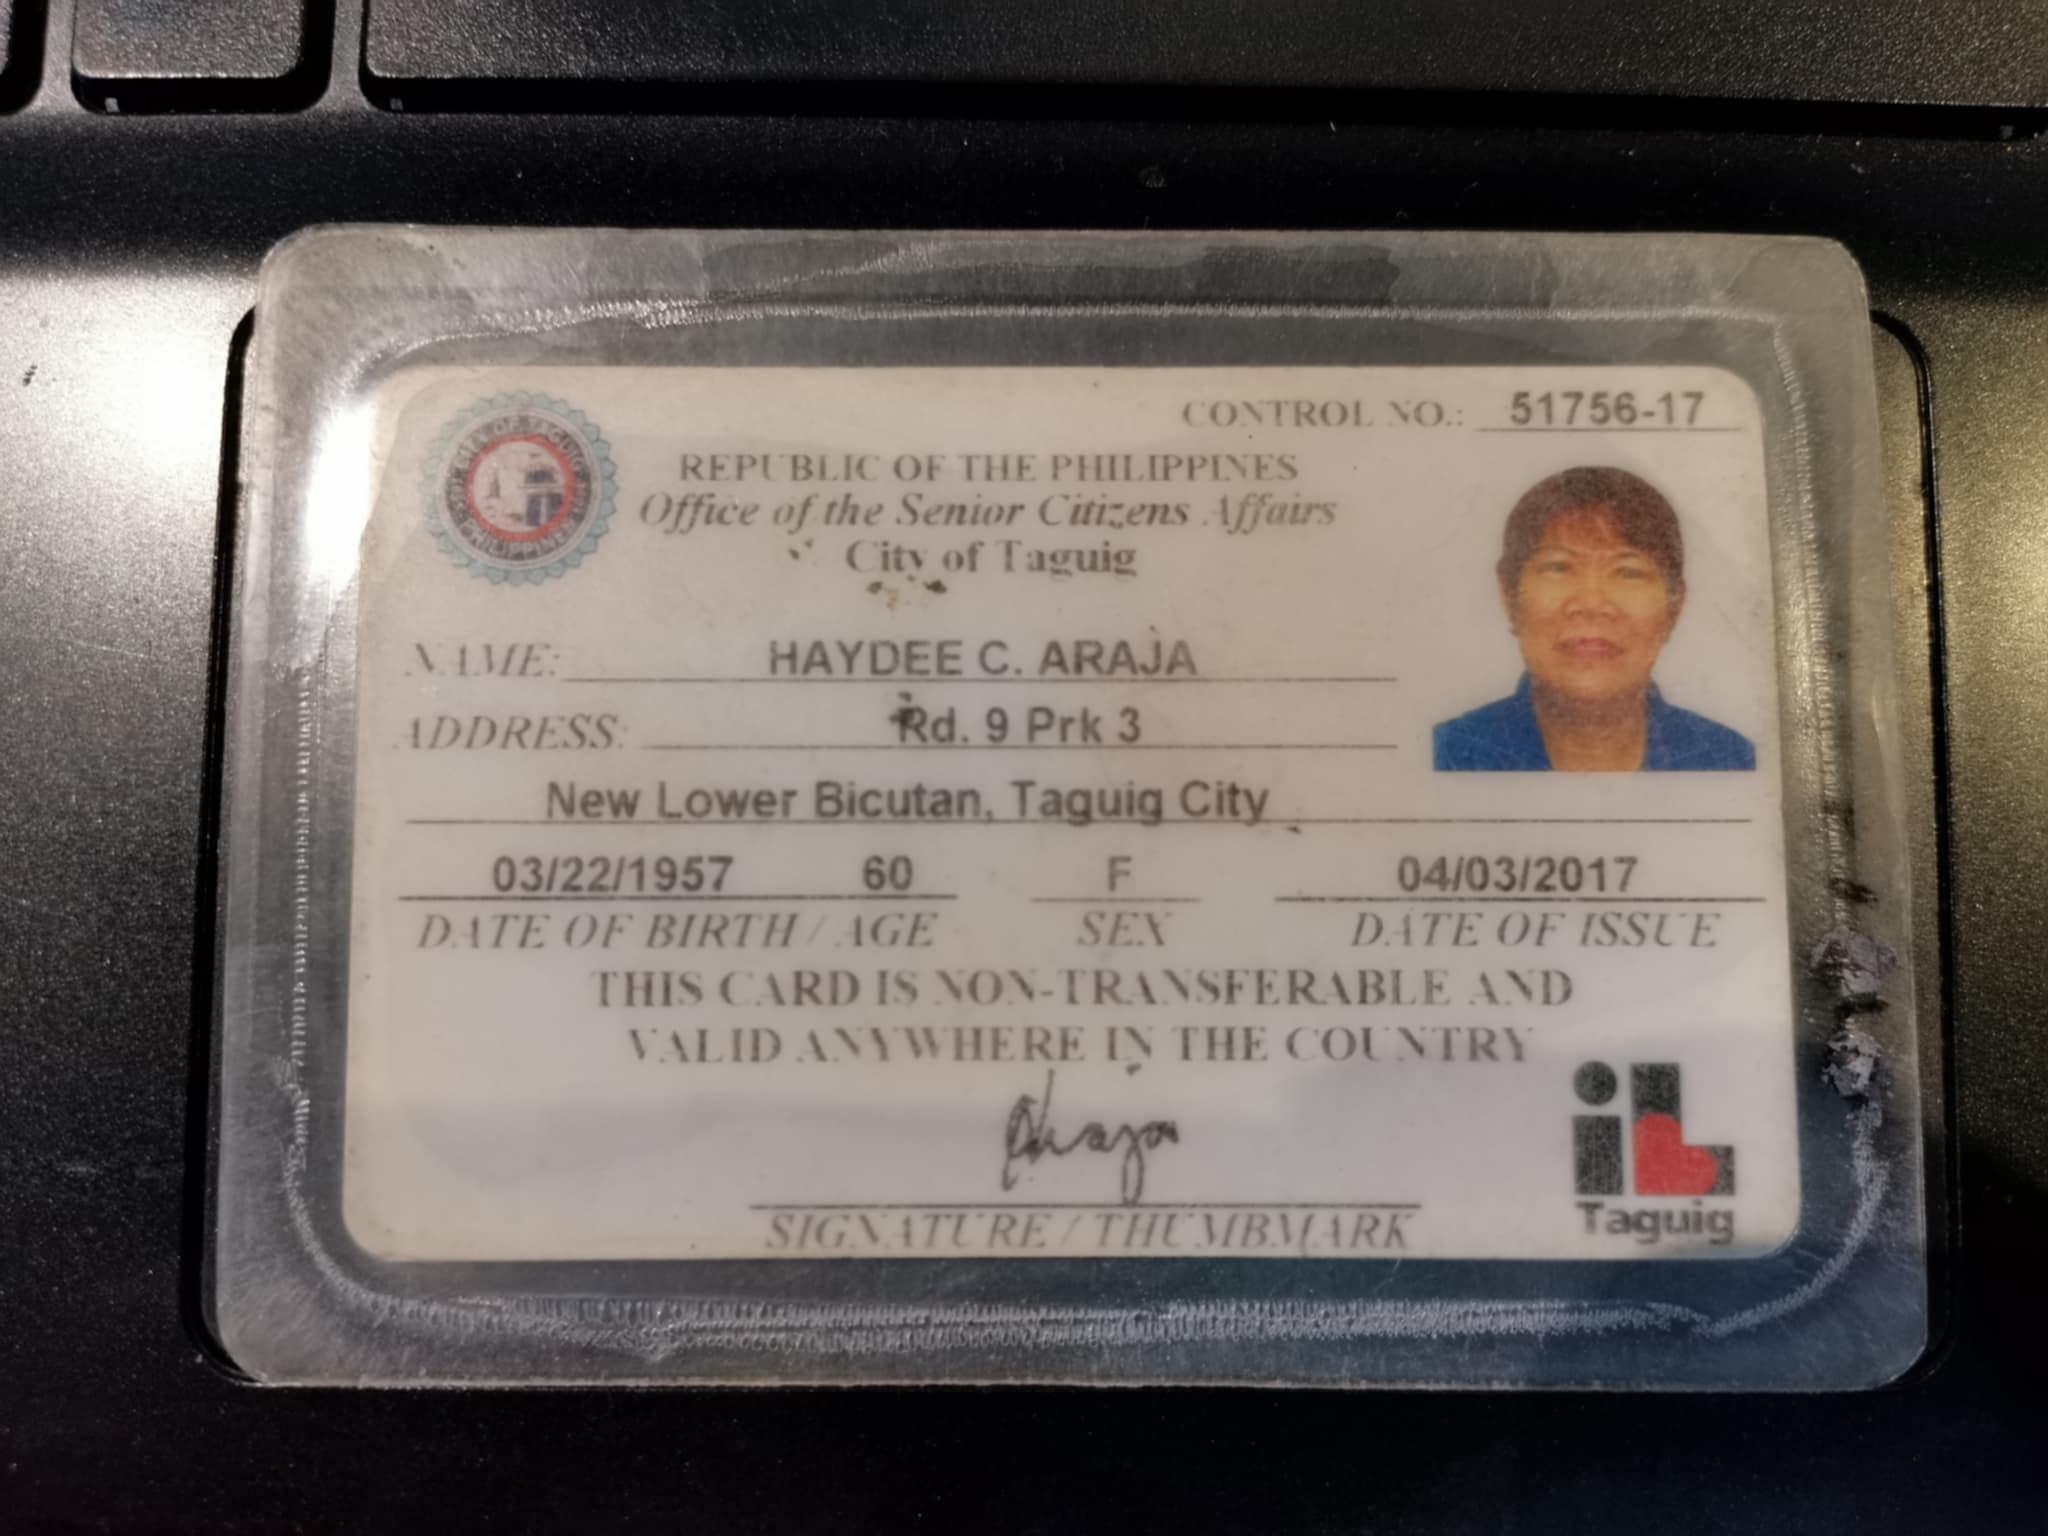 CONTROL NO.: 51756-17
REPUBLIC OF THE PHILIPPINES
Office of the Senior Citizens Affairs
City of Taguig
NAME: HAYDEE C. ARAJA
ADDRESS: Rd. 9 Prk 3
New Lower Bicutan, Taguig City
03/22/1957 60 F 04/03/2017
DATE OF BIRTH / AGE SEX DATE OF ISSUE
THIS CARD IS NON-TRANSFERABLE AND
VALID ANYWHERE IN THE COUNTRY
Haraja
SIGNATURE / THUMBMARK
iL
Taguig